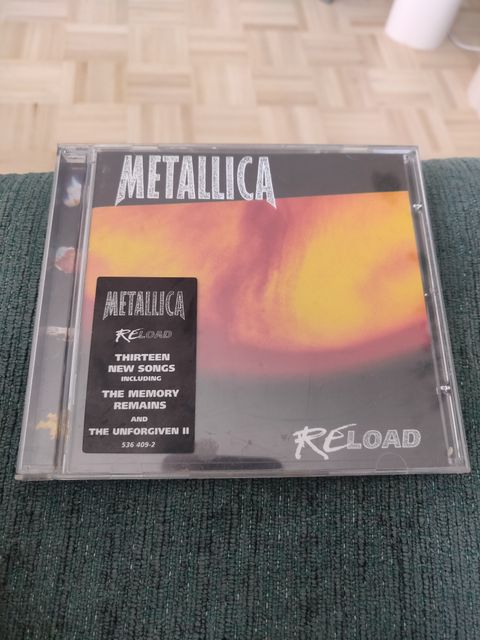 METALLICA
METALLICA
RELOAD
THIRTEEN
NEW SONGS
INCLUDING
THE MEMORY
REMAINS
AND
THE UNFORGIVEN II
536 409-2
RELOAD